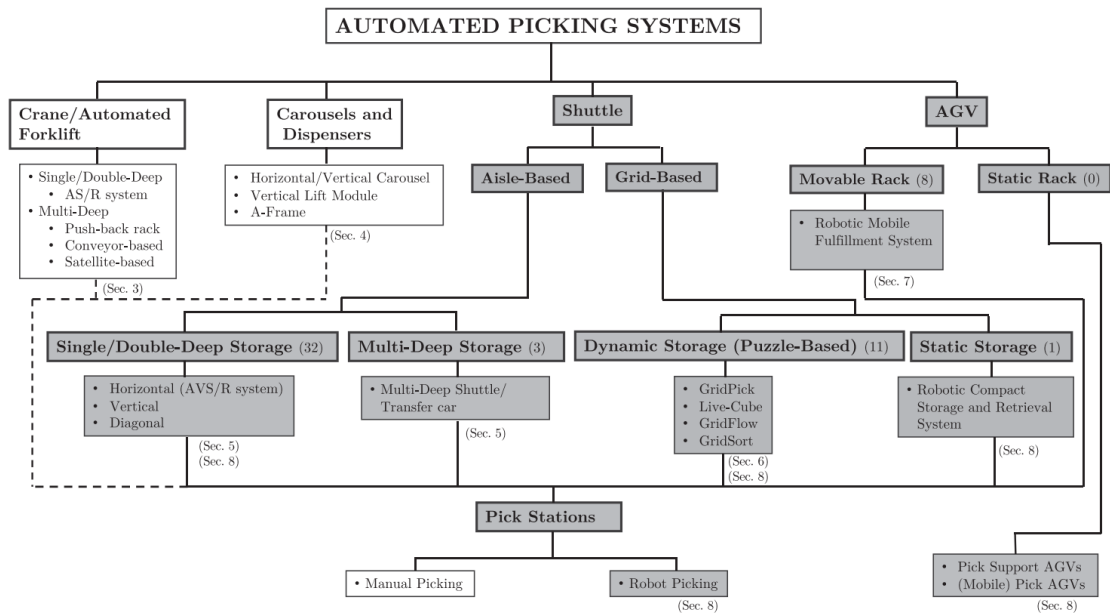 AUTOMATED PICKING SYSTEMS
Crane/Automated
Forklift
• Single/Double-Deep
• AS/R system
• Multi-Deep
• Push-back rack
• Conveyor-based
• Satellite-based
(Sec. 3)
Carousels and
Dispensers
• Horizontal/Vertical Carousel
• Vertical Lift Module
• A-Frame
(Sec. 4)
Shuttle
Aisle-Based
Grid-Based
AGV
Movable Rack (8)
• Robotic Mobile
Fulfillment System
(Sec. 7)
Static Rack (0)
Single/Double-Deep Storage (32)
• Horizontal (AVS/R system)
• Vertical
• Diagonal
(Sec. 5)
(Sec. 8)
Multi-Deep Storage (3)
• Multi-Deep Shuttle/
Transfer car
(Sec. 5)
Dynamic Storage (Puzzle-Based) (11)
• GridPick
• Live-Cube
• GridFlow
• GridSort
(Sec. 6)
(Sec. 8)
Static Storage (1)
• Robotic Compact
Storage and Retrieval
System
(Sec. 8)
Pick Stations
• Manual Picking
• Robot Picking
(Sec. 8)
• Pick Support AGVs
• (Mobile) Pick AGVs
(Sec. 8)